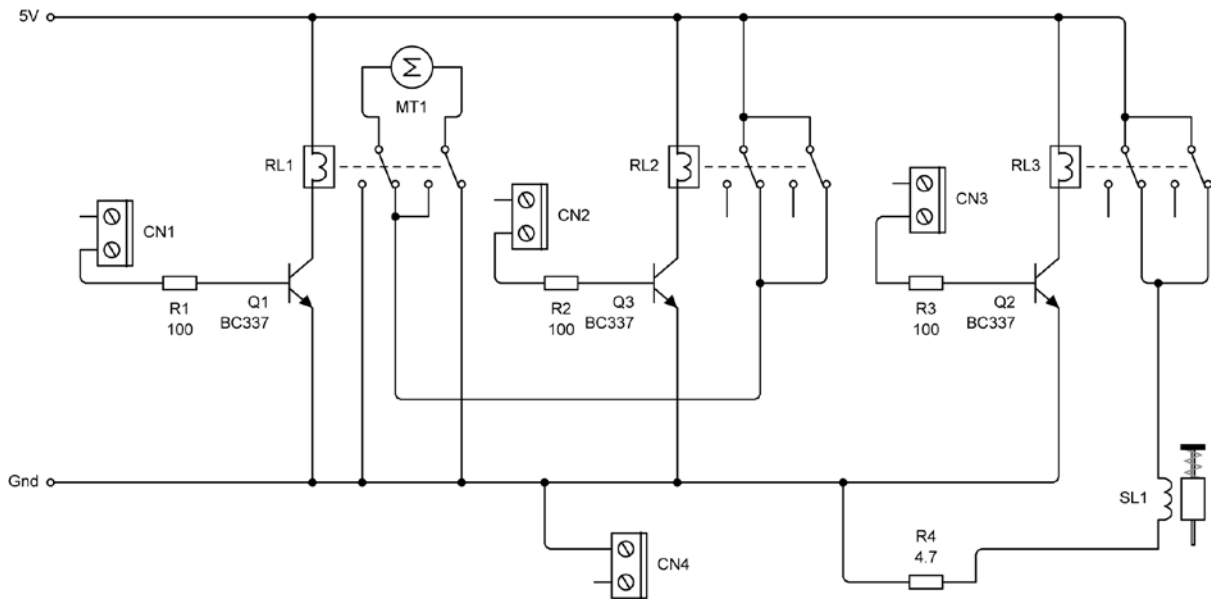 5V
MT1
RL1
RL2
RL3
CN1
CN2
CN3
R1
100
Q1
BC337
R2
100
Q3
BC337
R3
100
Q2
BC337
Gnd
CN4
R4
4.7
SL1